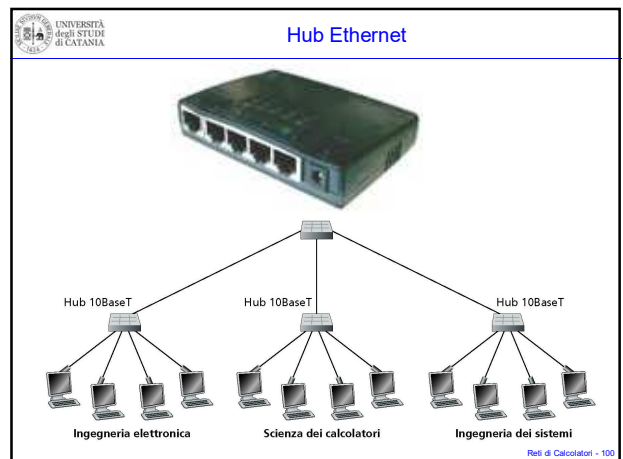 UNIVERSITÀ
degli STUDI
di CATANIA
Hub Ethernet
Hub 10BaseT
Hub 10BaseT
Hub 10BaseT
Ingegneria elettronica
Scienza dei calcolatori
Ingegneria dei sistemi
Reti di Calcolatori - 100